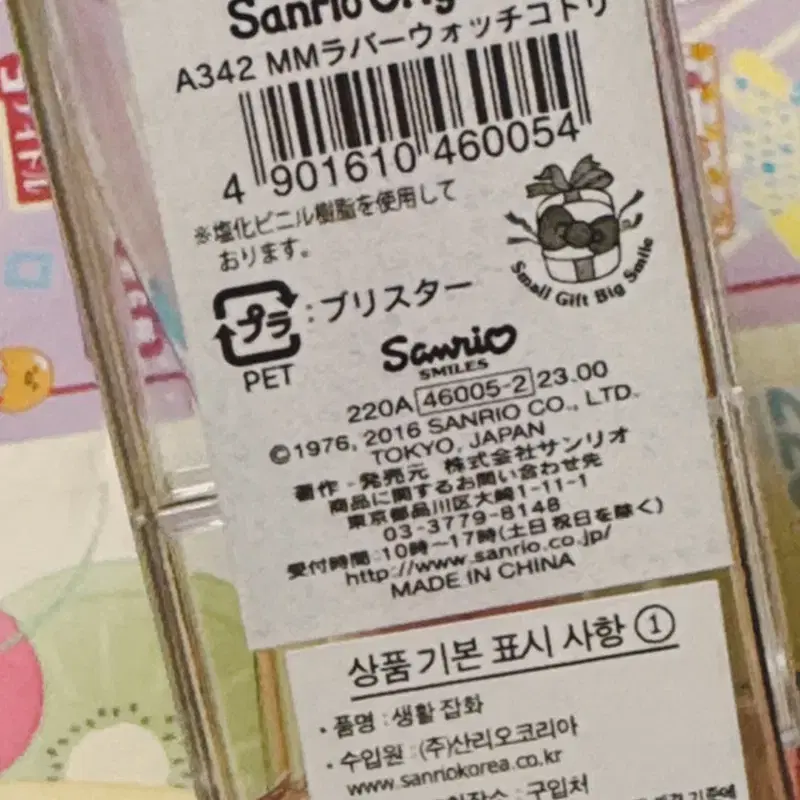 Sanrio
A342 MMラバーウォッチコトリ
4 901610 460054
※塩化ビニル樹脂を使用して
おります。
プラ
:ブリスター
PET
Small Gift Big Smile
Sanrio
SMILES
220A 46005-2 23.00
©1976, 2016 SANRIO CO., LTD.
TOKYO, JAPAN
著作・発売元 株式会社サンリオ
商品に関するお問い合わせ先
東京都品川区大崎1-11-1
03-3779-8148
受付時間:10時〜17時(土日祝日を除く)
http://www.sanrio.co.jp/
MADE IN CHINA
상품 기본 표시 사항 ①
• 품명 : 생활 잡화
• 수입원 : (주)산리오코리아
www.sanriokorea.co.kr
구입처